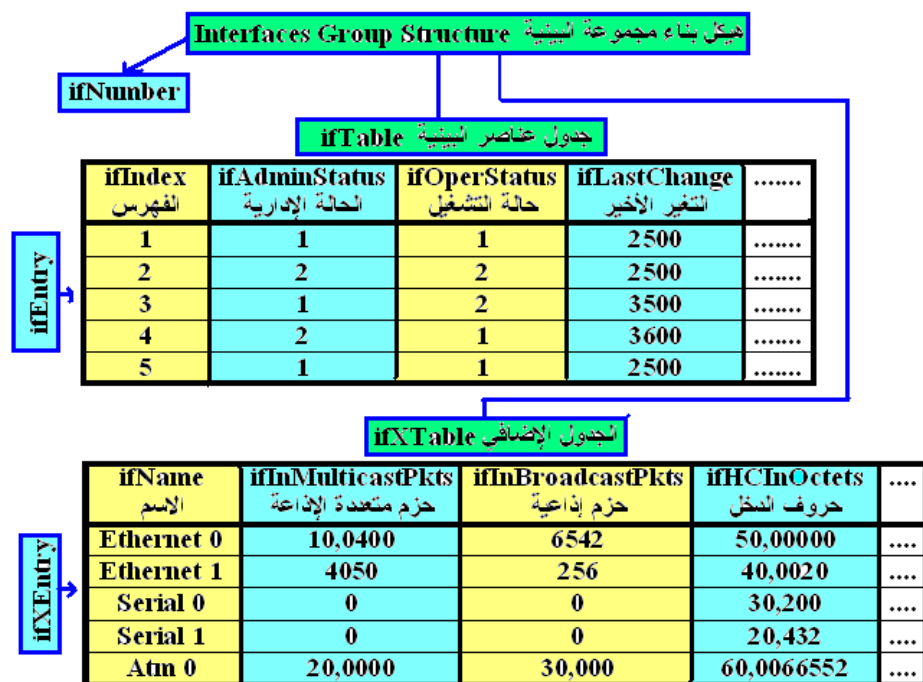 هيكل بناء مجموعة البينية Interfaces Group Structure
ifNumber
جدول عناصر البينية ifTable
ifIndex ifAdminStatus ifOperStatus ifLastChange .......
الفهرس الحالة الإدارية حالة التشغيل التغير الأخير
1 1 1 2500 .......
2 2 2 2500 .......
3 1 2 3500 .......
4 2 1 3600 .......
5 1 1 2500 .......
ifEntry
الجدول الإضافي ifXTable
ifName ifInMulticastPkts ifInBroadcastPkts ifHCInOctets ....
الاسم حزم متعددة الإذاعة حزم إذاعية حروف الدخل
Ethernet 0 10,0400 6542 50,00000 ....
Ethernet 1 4050 256 40,0020 ....
Serial 0 0 0 30,200 ....
Serial 1 0 0 20,432 ....
Atm 0 20,0000 30,000 60,0066552 ....
ifXEntry